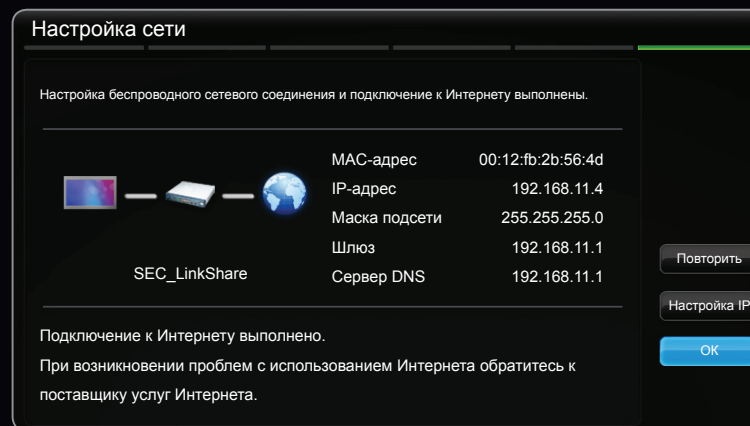 Настройка сети
Настройка беспроводного сетевого соединения и подключение к Интернету выполнены.
MAC-адрес 00:12:fb:2b:56:4d
IP-адрес 192.168.11.4
Маска подсети 255.255.255.0
Шлюз 192.168.11.1
SEC_LinkShare
Сервер DNS 192.168.11.1
Повторить
Настройка IP
ОК
Подключение к Интернету выполнено.
При возникновении проблем с использованием Интернета обратитесь к
поставщику услуг Интернета.